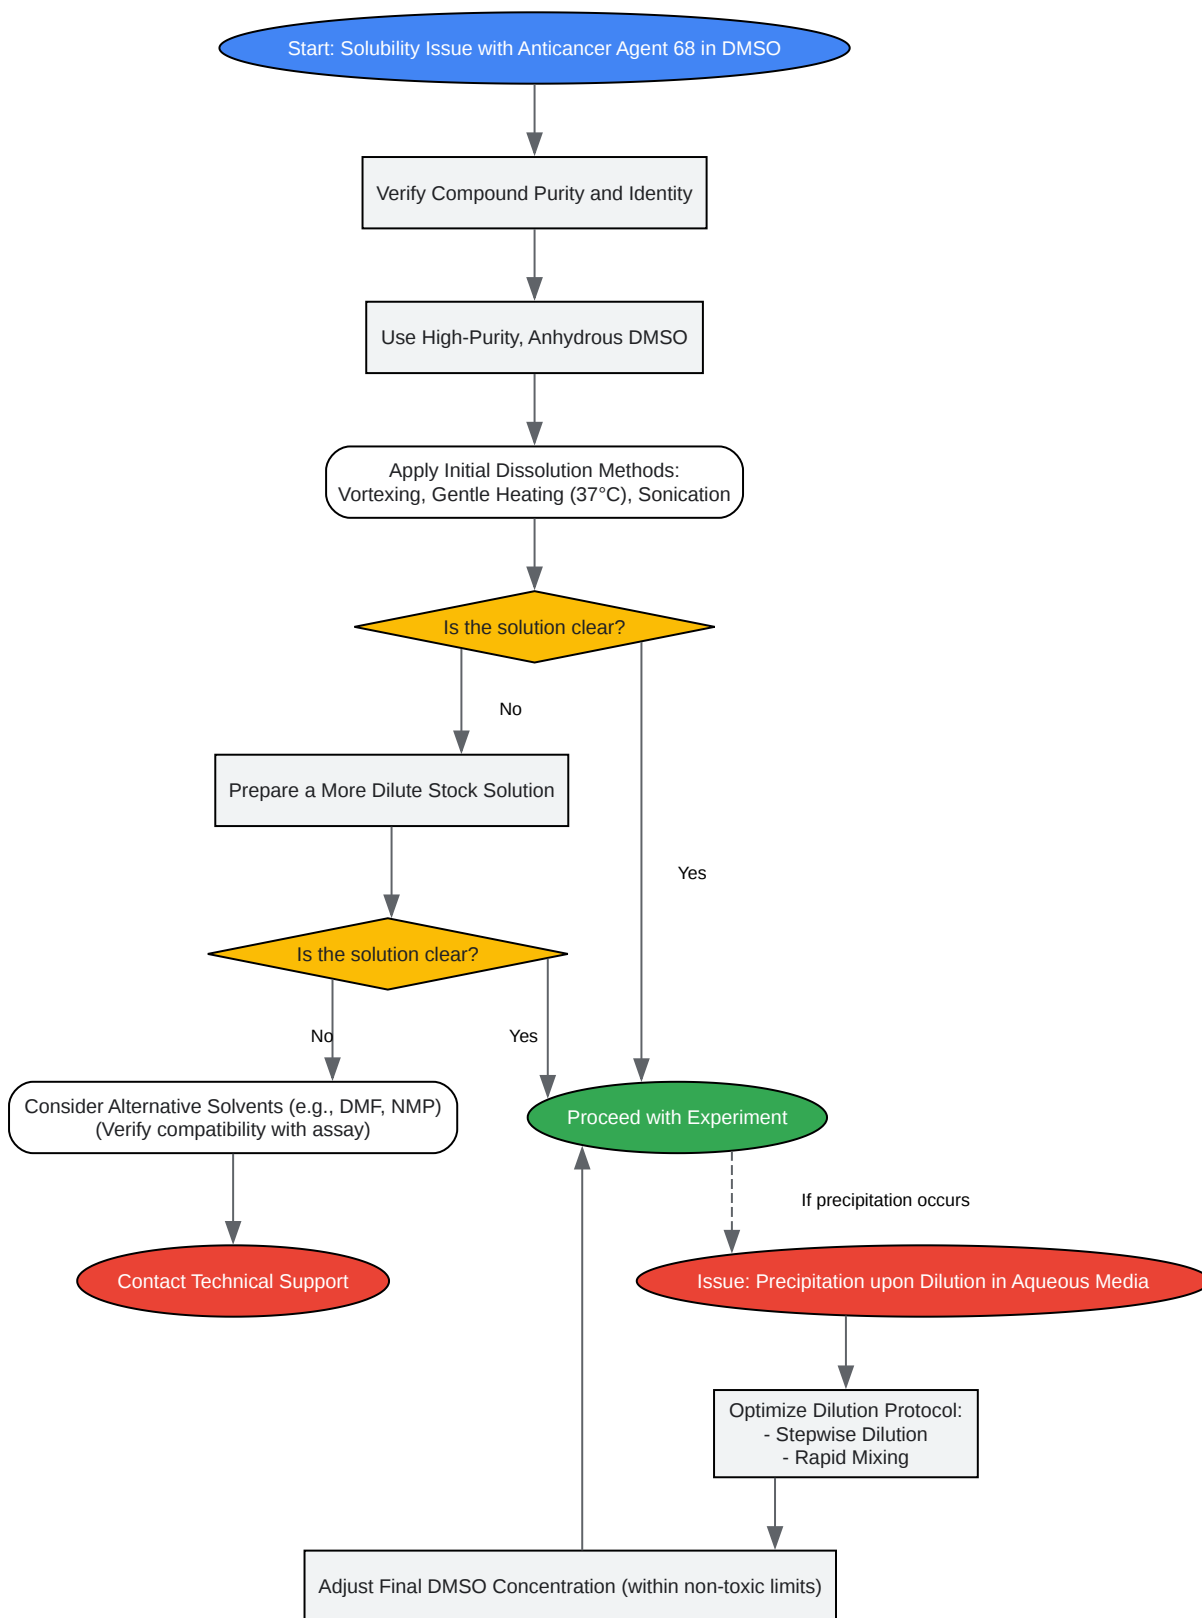 Start: Solubility Issue with Anticancer Agent 68 in DMSO
Verify Compound Purity and Identity
Use High-Purity, Anhydrous DMSO
Apply Initial Dissolution Methods:
Vortexing, Gentle Heating (37°C), Sonication
Is the solution clear?
No
Prepare a More Dilute Stock Solution
Yes
Is the solution clear?
No
Yes
Consider Alternative Solvents (e.g., DMF, NMP)
(Verify compatibility with assay)
Proceed with Experiment
If precipitation occurs
Contact Technical Support
Issue: Precipitation upon Dilution in Aqueous Media
Optimize Dilution Protocol:
- Stepwise Dilution
- Rapid Mixing
Adjust Final DMSO Concentration (within non-toxic limits)